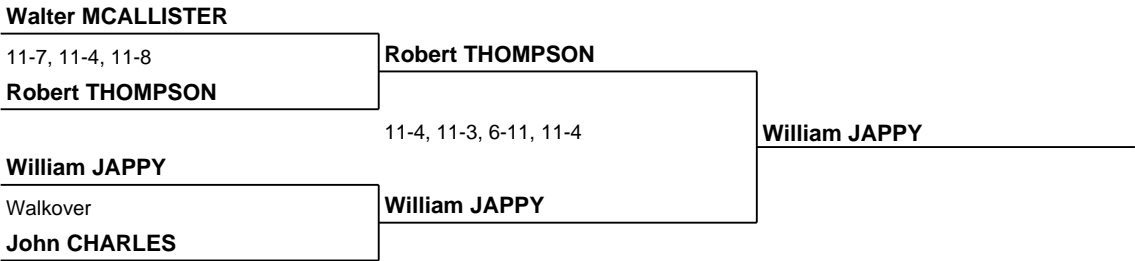 Walter MCALLISTER
11-7, 11-4, 11-8
Robert THOMPSON
Robert THOMPSON
11-4, 11-3, 6-11, 11-4
William JAPPY
William JAPPY
Walkover
William JAPPY
John CHARLES